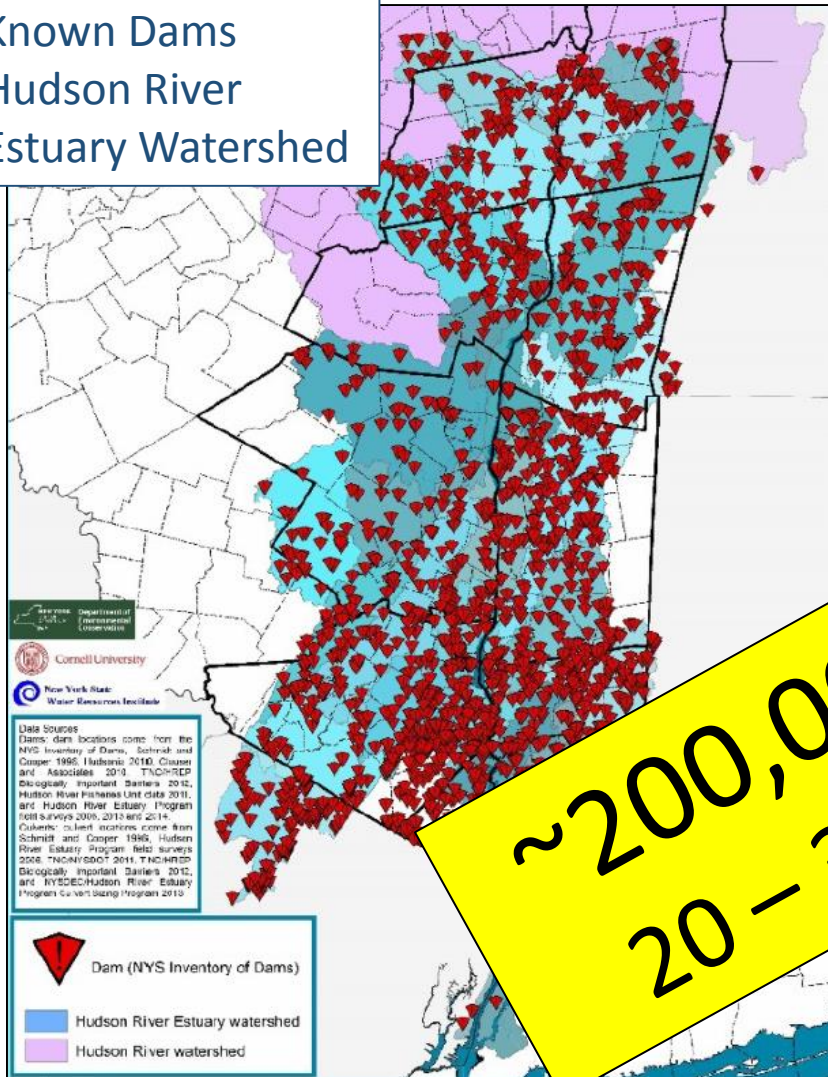 Known Dams
Hudson River
Estuary Watershed
NEW YORK
Department of
Environmental
Conservation
Cornell University
New York State
Water Resources Institute
Data Sources
Dams: dam locations come from the
NYS Inventory of Dams, Schmidt and
Cooper 1996, Hudsonia 2010, Clouser
and Associates 2010, TNC/HREP
Biologically Important Barriers 2012,
Hudson River Fisheries Unit data 2011,
and Hudson River Estuary Program
field surveys 2006, 2013 and 2014.
Culverts: culvert locations come from
Schmidt and Cooper 1996, Hudson
River Estuary Program field surveys
2006, TNC/NYSDOT 2011, TNC/HREP
Biologically Important Barriers 2012,
and NYSDEC/Hudson River Estuary
Program Culvert Sizing Program 2013
~200,0
20 –
Dam (NYS Inventory of Dams)
Hudson River Estuary watershed
Hudson River watershed